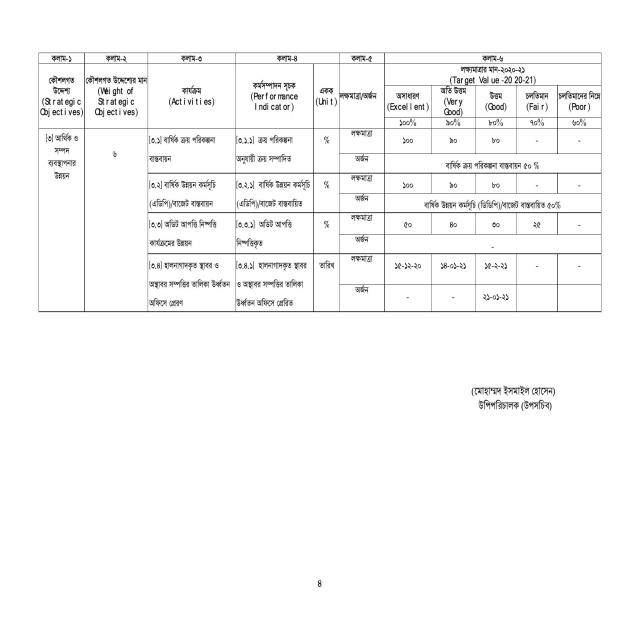 কলাম-১ কলাম-২ কলাম-৩ কলাম-৪ কলাম-৫ কলাম-৬
কৌশলগত উদ্দেশ্য (Strategic Objectives)
কৌশলগত উদ্দেশ্যের মান (Weight of Strategic Objectives)
কার্যক্রম (Activities)
কর্মসম্পাদন সূচক (Performance Indicator)
একক (Unit)
লক্ষমাত্রা/অর্জন
লক্ষ্যমাত্রার মান-২০২০-২১
(Target Value -2020-21)
অসাধারণ (Excellent)
অতি উত্তম (Very Good)
উত্তম (Good)
চলতিমান (Fair)
চলতিমানের নিম্নে (Poor)
১০০% ৯০% ৮০% ৭০% ৬০%
[৩] আর্থিক ও
সম্পদ
ব্যবস্থাপনার
উন্নয়ন
৬
[৩.১] বার্ষিক ক্রয় পরিকল্পনা
বাস্তবায়ন
[৩.১.১] ক্রয় পরিকল্পনা
অনুযায়ী ক্রয় সম্পাদিত
%
লক্ষমাত্রা ১০০ ৯০ ৮০ - -
অর্জন বার্ষিক ক্রয় পরিকল্পনা বাস্তবায়ন ৫০ %
[৩.২] বার্ষিক উন্নয়ন কর্মসূচি
(এডিপি)/বাজেট বাস্তবায়ন
[৩.২.১] বার্ষিক উন্নয়ন কর্মসূচি
(এডিপি)/বাজেট বাস্তবায়িত
%
লক্ষমাত্রা ১০০ ৯০ ৮০ - -
অর্জন বার্ষিক উন্নয়ন কর্মসূচি (ডিডিপি)/বাজেট বাস্তবায়িত ৫০%
[৩.৩] অডিট আপত্তি নিষ্পত্তি
কার্যক্রমের উন্নয়ন
[৩.৩.১] অডিট আপত্তি
নিষ্পত্তিকৃত
%
লক্ষমাত্রা ৫০ ৪০ ৩০ ২৫ -
অর্জন -
[৩.৪] হালনাগাদকৃত স্থাবর ও
অস্থাবর সম্পত্তির তালিকা উর্ধ্বতন
অফিসে প্রেরণ
[৩.৪.১] হালনাগাদকৃত স্থাবর
ও অস্থাবর সম্পত্তির তালিকা
উর্ধ্বতন অফিসে প্রেরিত
তারিখ
লক্ষমাত্রা ১৫-১২-২০ ১৪-০১-২১ ১৫-২-২১ - -
অর্জন - - ২১-০১-২১
(মোহাম্মদ ইসমাইল হোসেন)
উপপরিচালক (উপসচিব)
8